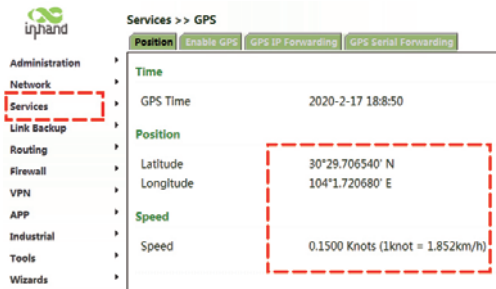 inhand
Services >> GPS
Position Enable GPS GPS IP Forwarding GPS Serial Forwarding
Administration
Network
Services
Link Backup
Routing
Firewall
VPN
APP
Industrial
Tools
Wizards
Time
GPS Time 2020-2-17 18:8:50
Position
Latitude 30°29.706540' N
Longitude 104°1.720680' E
Speed
Speed 0.1500 Knots (1knot = 1.852km/h)